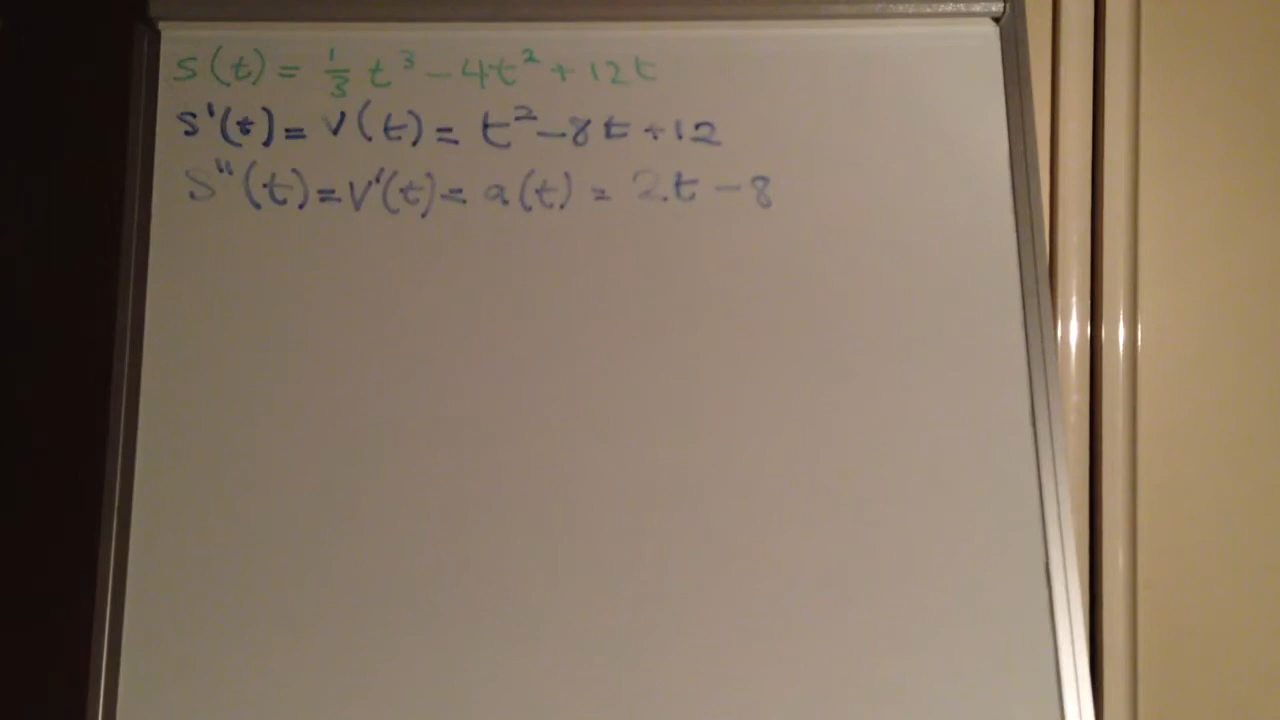 s(t) = 1/3 t³ - 4t² + 12t
s'(t) = v(t) = t² - 8t + 12
s''(t) = v'(t) = a(t) = 2t - 8